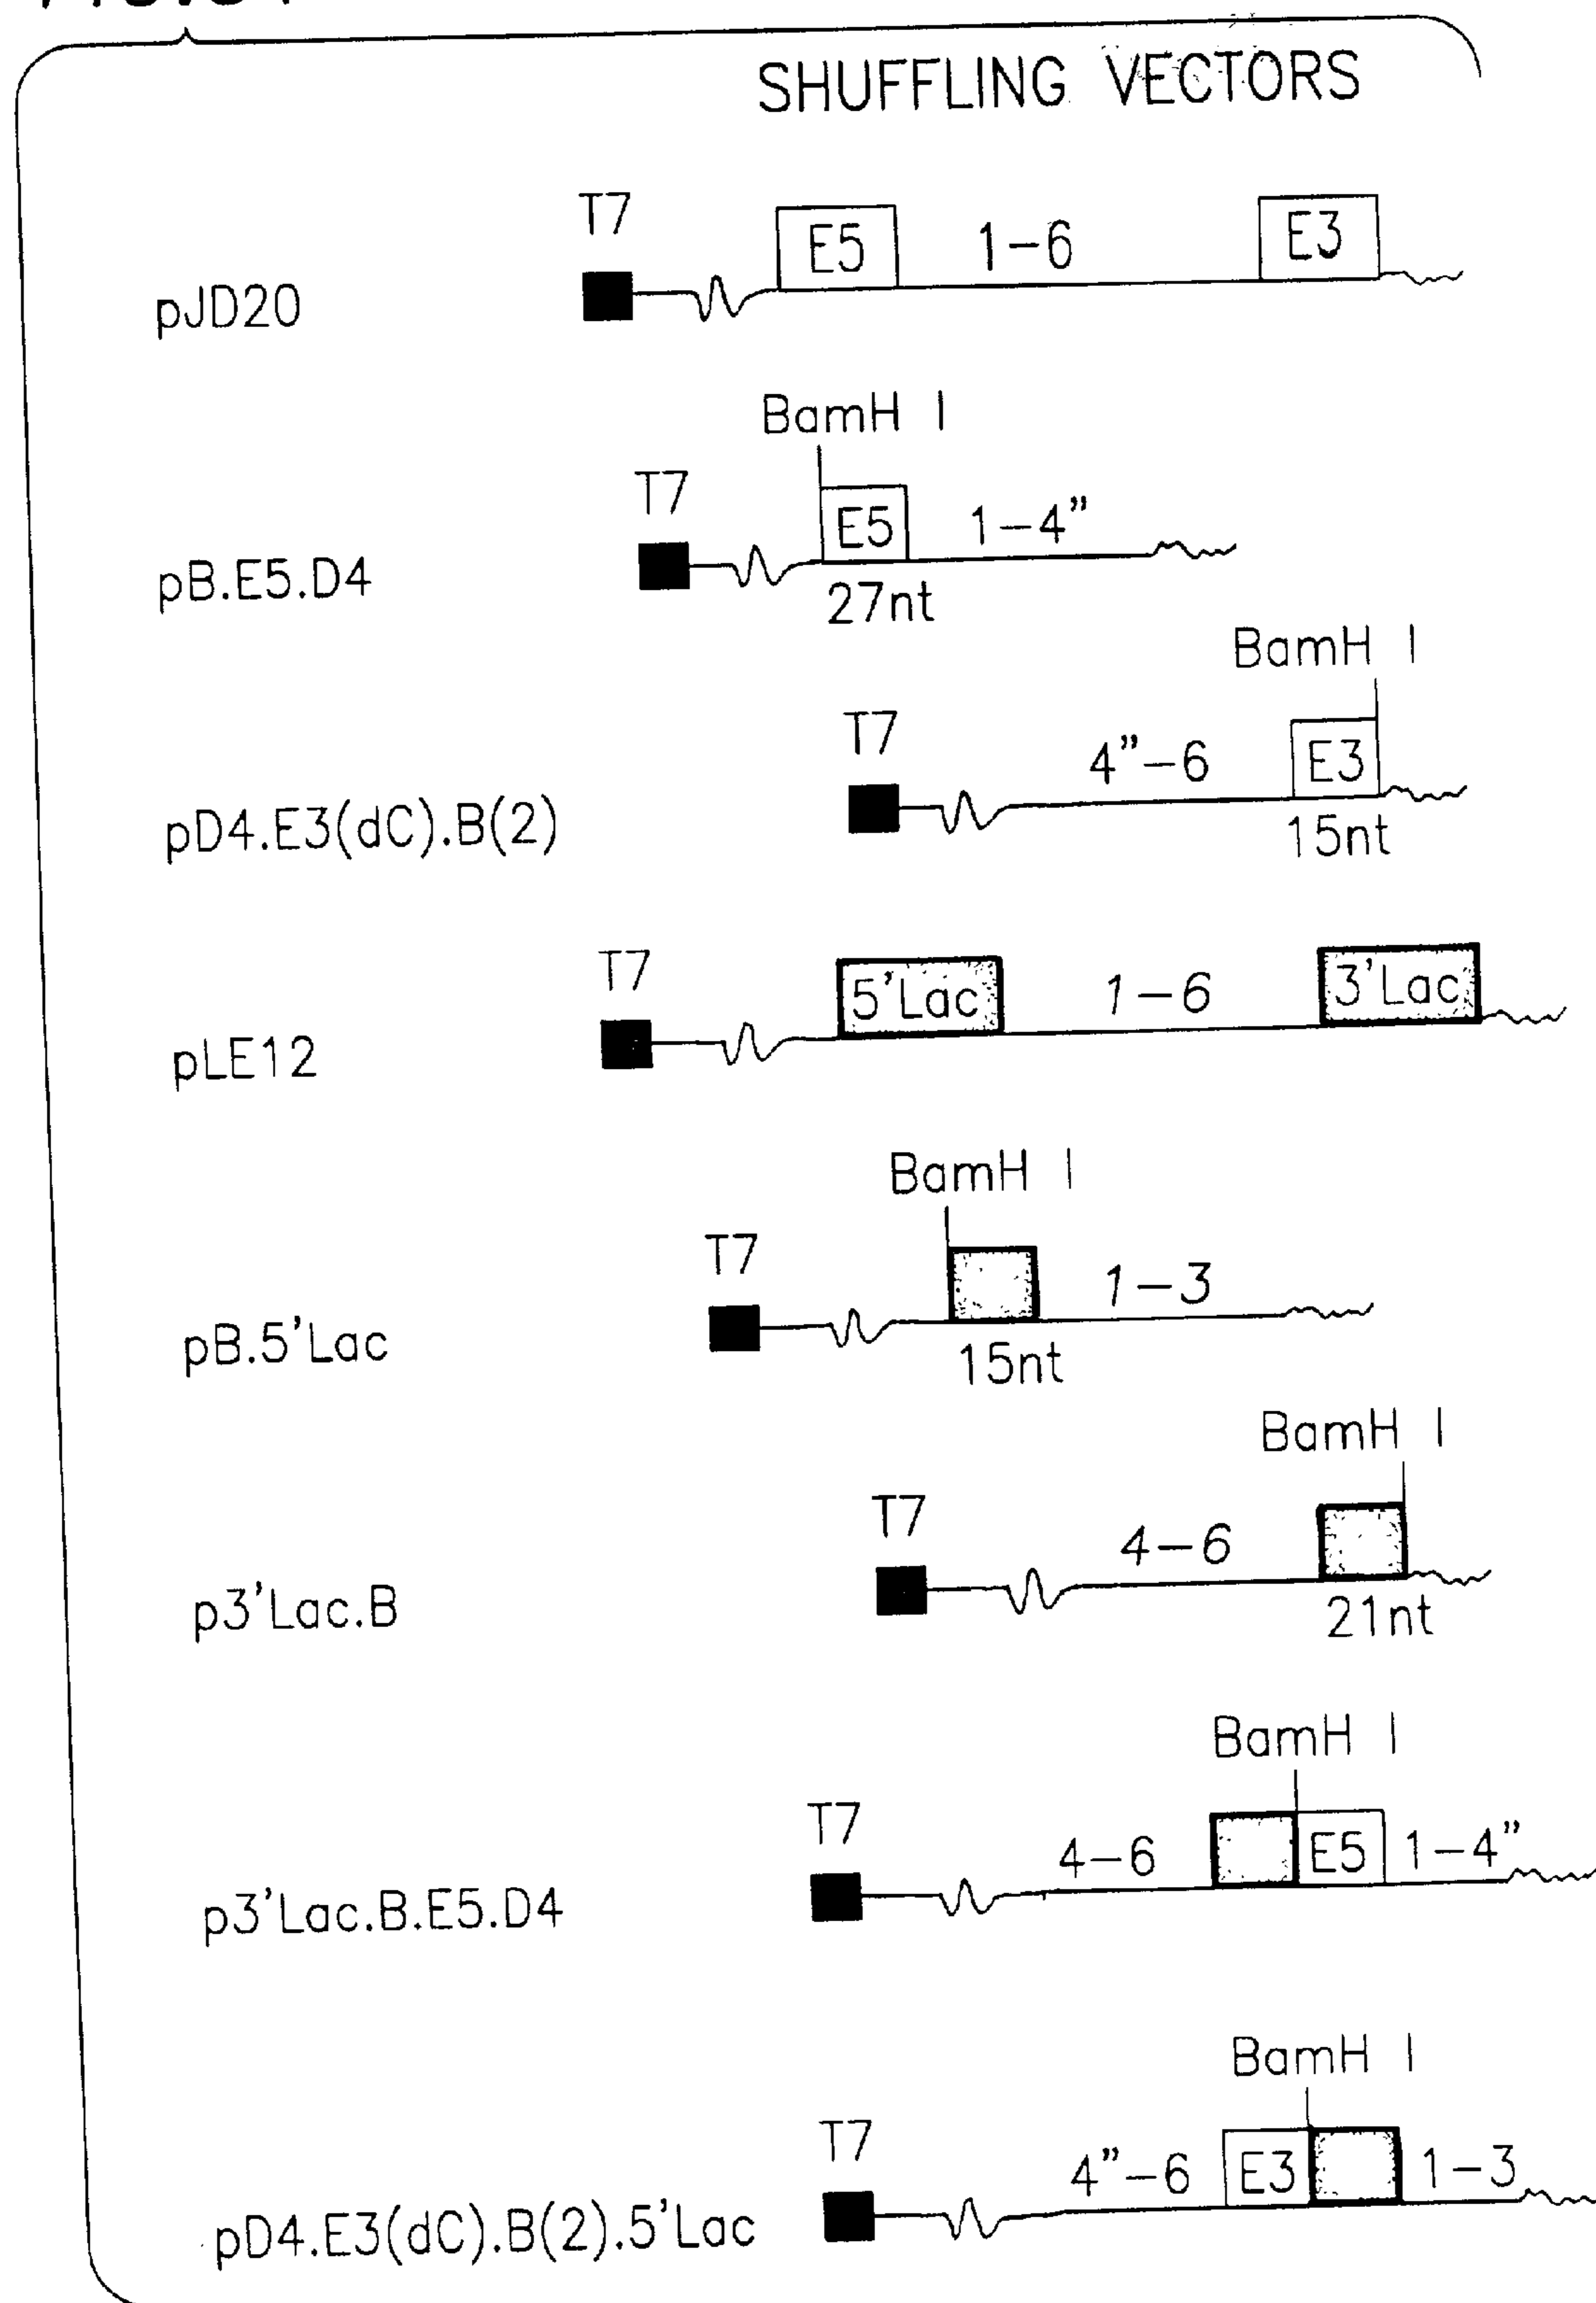 SHUFFLING VECTORS
T7
E5
1–6
E3
pJD20
BamH I
T7
E5
1–4”
pB.E5.D4
27nt
BamH I
T7
4”–6
E3
pD4.E3(dC).B(2)
15nt
T7
5’Lac
1–6
3’Lac
pLE12
BamH I
T7
1–3
pB.5’Lac
15nt
BamH I
T7
4–6
p3’Lac.B
21nt
BamH I
T7
4–6
E5
1–4”
p3’Lac.B.E5.D4
BamH I
T7
4”–6
E3
1–3
pD4.E3(dC).B(2).5’Lac